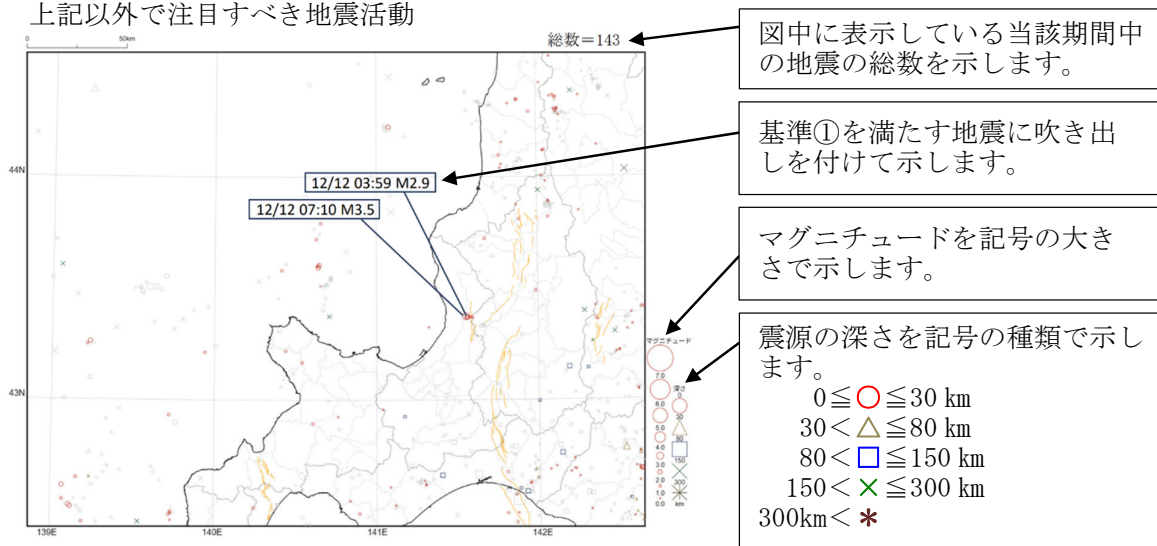 上記以外で注目すべき地震活動
0
50km
総数＝143
図中に表示している当該期間中
の地震の総数を示します。
基準①を満たす地震に吹き出
しを付けて示します。
44N
12/12 03:59 M2.9
12/12 07:10 M3.5
マグニチュードを記号の大き
さで示します。
震源の深さを記号の種類で示し
ます。
0≦○≦30 km
30<△≦80 km
80<□≦150 km
150<×≦300 km
300km<＊
マグニチュード
7.0
6.0
5.0
4.0
3.0
2.0
1.0
0.0
深さ
0
30
80
150
300
km
43N
139E
140E
141E
142E